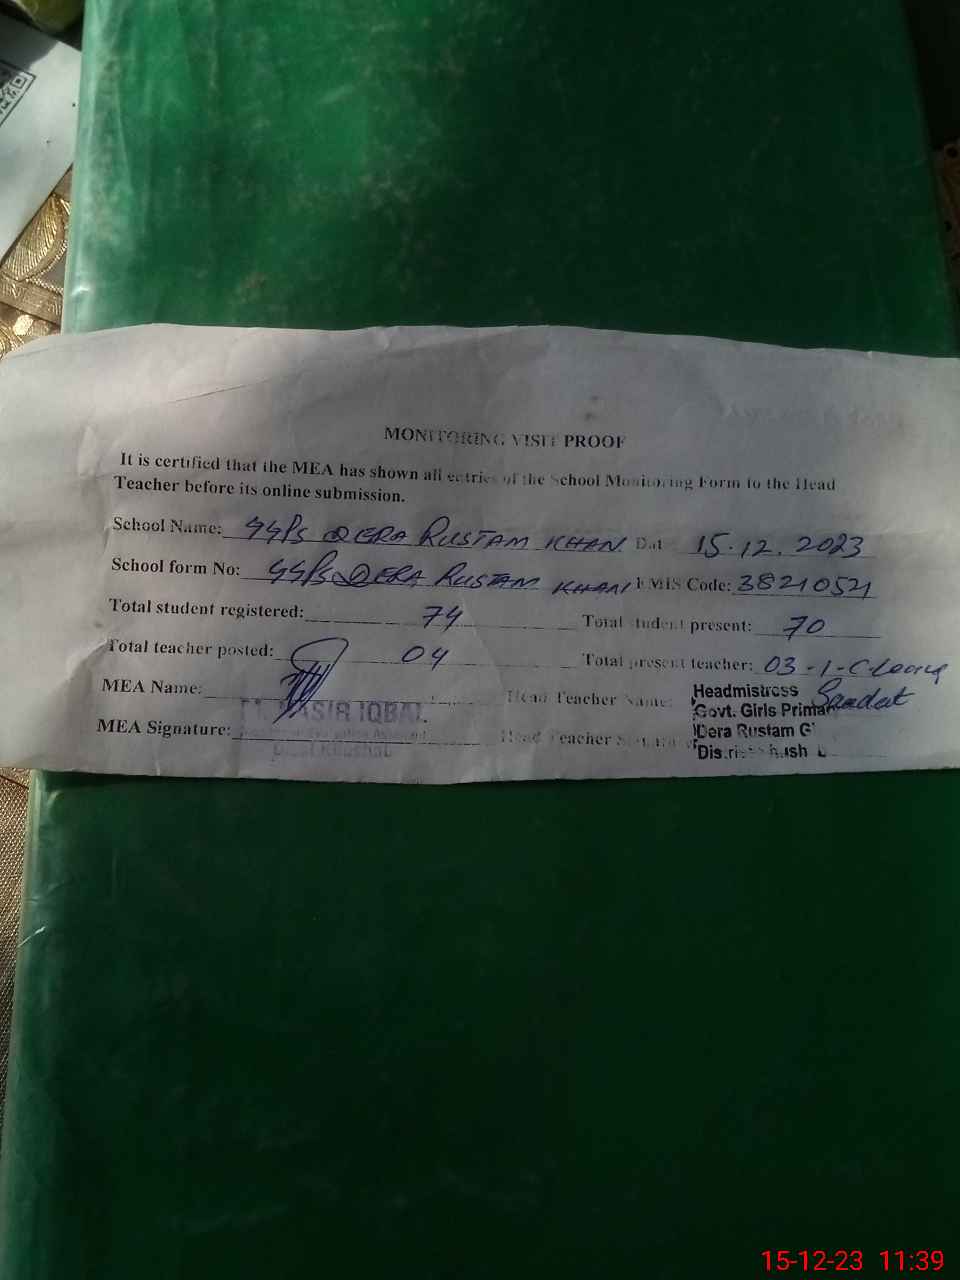 MONITORING VISIT PROOF
It is certified that the MEA has shown all entries of the School Monitoring Form to the Head
Teacher before its online submission.
School Name: GGPS DERA RUSTAM KHAN Dat 15.12.2023
School form No: GGPS DERA RUSTAM KHAN EMIS Code: 38210521
Total student registered: 74 Total student present: 70
Total teacher posted: 04 Total present teacher: 03-1-C-Leave
MEA Name: Head Teacher Name: Headmistress Saadat
NASIR IQBAL Govt. Girls Primar
MEA Signature: Head Teacher Dera Rustam
Distt Khushab
15-12-23 11:39